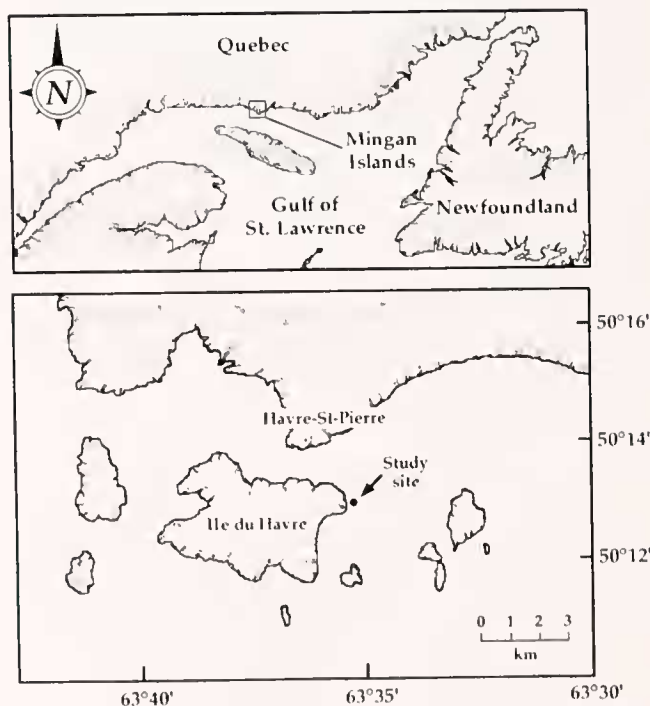 Quebec
N
Mingan
Islands
Gulf of
St. Lawrence
Newfoundland
50°16'
Havre-St-Pierre
50°14'
Study
site
Ile du Havre
50°12'
0 1 2 3
km
63°40'
63°35'
63°30'